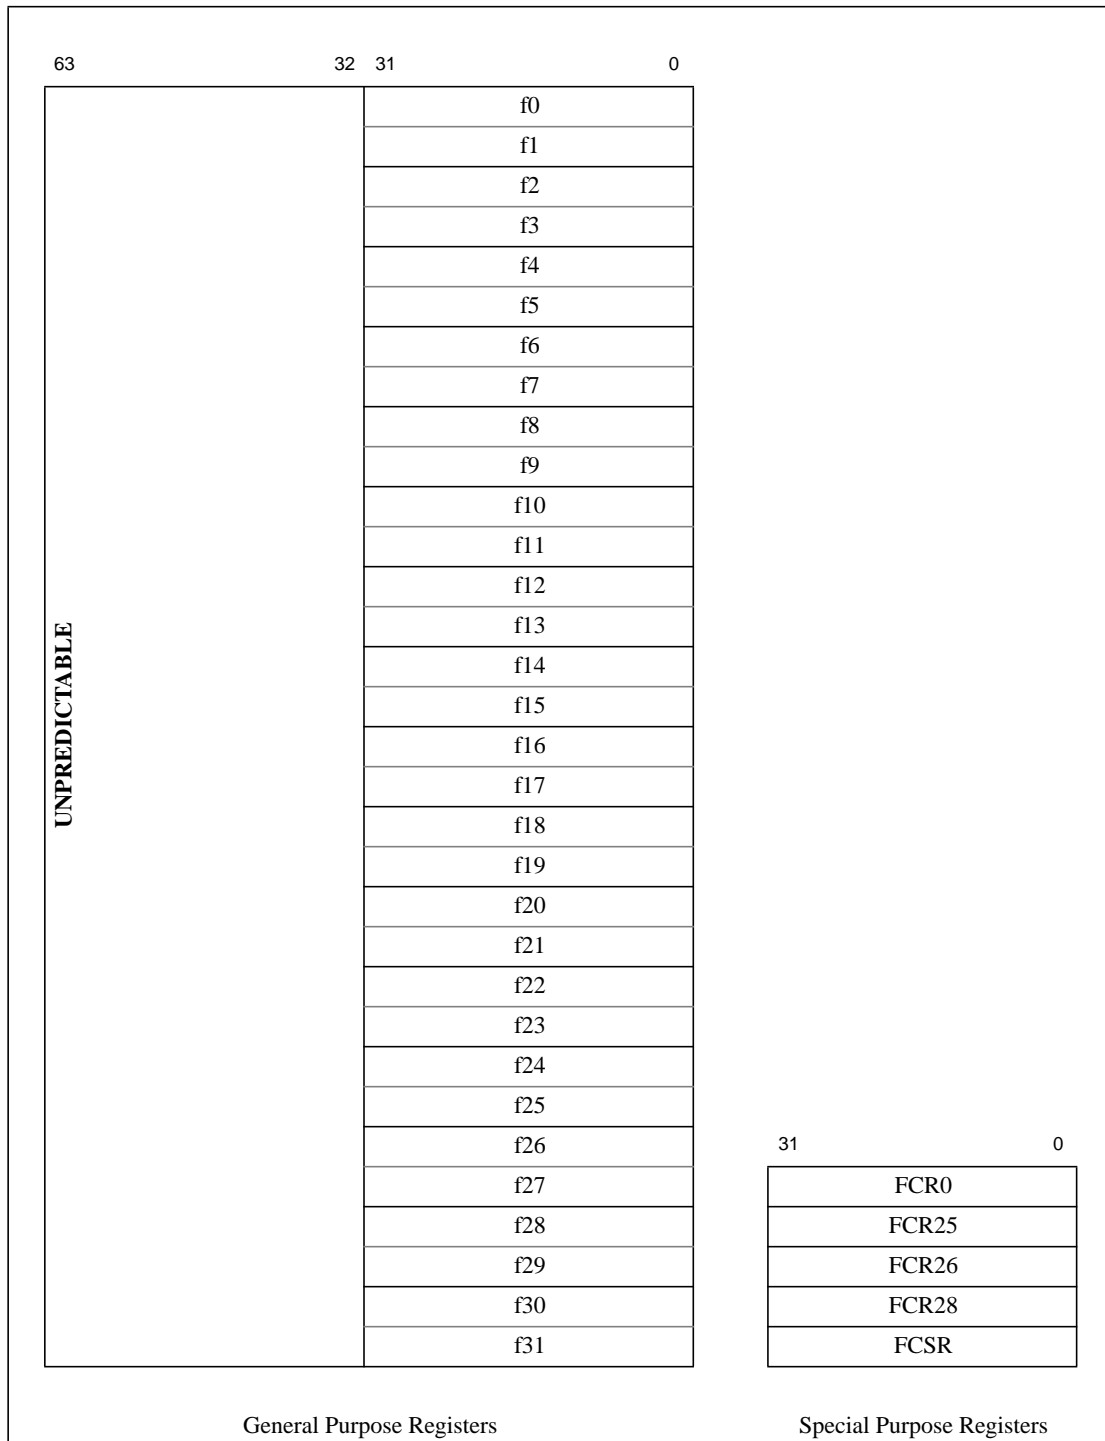 63 32 31 0
f0
f1
f2
f3
f4
f5
f6
f7
f8
f9
f10
f11
f12
f13
UNPREDICTABLE
f14
f15
f16
f17
f18
f19
f20
f21
f22
f23
f24
f25
f26
f27
f28
f29
f30
f31
31 0
FCR0
FCR25
FCR26
FCR28
FCSR
General Purpose Registers
Special Purpose Registers